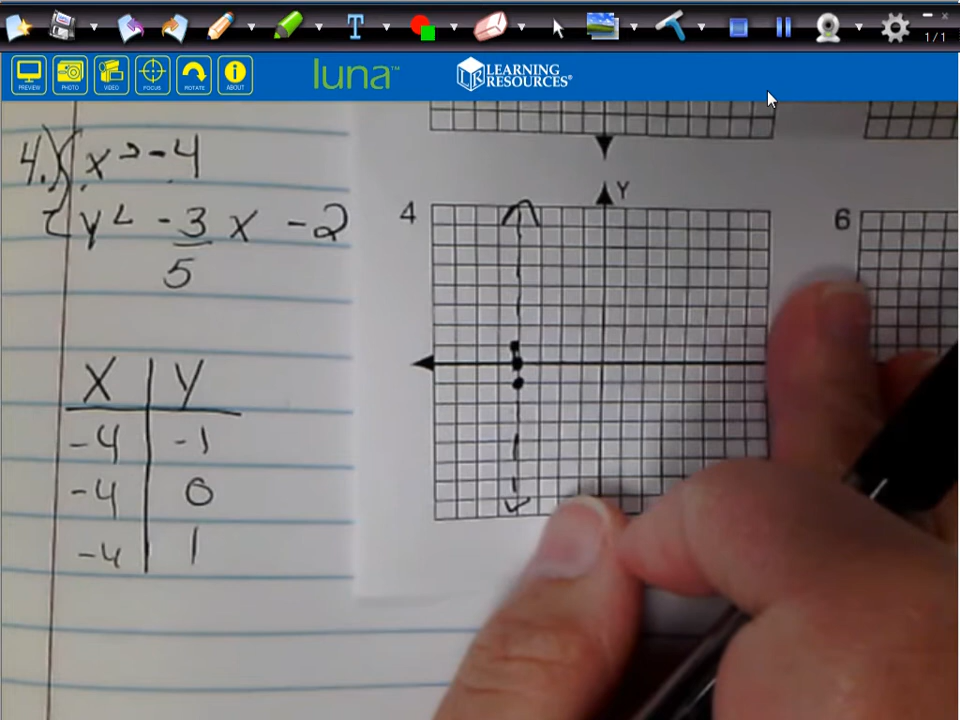 1/1
PREVIEW PHOTO VIDEO FOCUS ROTATE ABOUT
luna™ LEARNING RESOURCES®
4.) { x > -4
y < -3/5 x - 2
4 Y 6
X Y
-4 -1
-4 0
-4 1